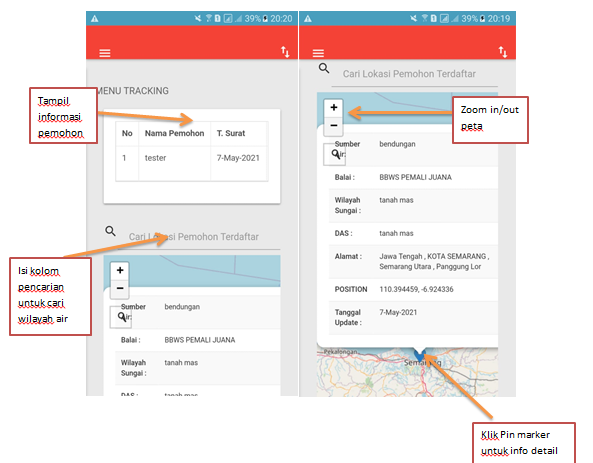 39% 20:20
39% 20:19
MENU TRACKING
Tampil
informasi
pemohon
No Nama Pemohon T. Surat
1 tester 7-May-2021
Cari Lokasi Pemohon Terdaftar
Isi kolom
pencarian
untuk cari
wilayah air
+
−
Sumber Air: bendungan
Balai : BBWS PEMALI JUANA
Wilayah tanah mas
Sungai :
DAS : tanah mas
Cari Lokasi Pemohon Terdaftar
Zoom in/out
peta
+
−
Sumber bendungan
Air:
Balai : BBWS PEMALI JUANA
Wilayah tanah mas
Sungai :
DAS : tanah mas
Alamat : Jawa Tengah , KOTA SEMARANG ,
Semarang Utara , Panggung Lor
POSITION 110.394459, -6.924336
Tanggal 7-May-2021
Update :
Pekalongan
Semarang
Klik Pin marker
untuk info detail